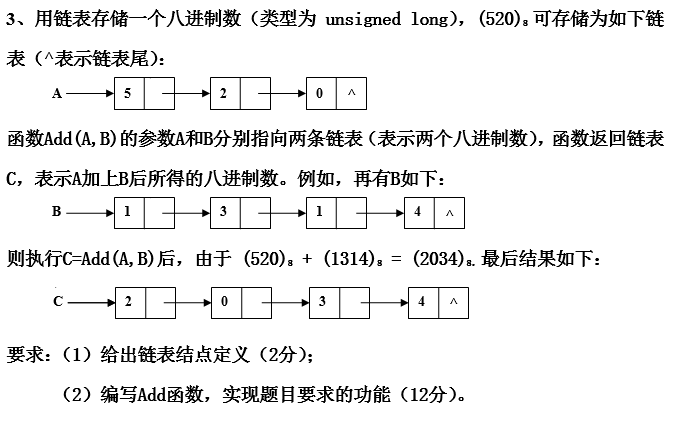 3、用链表存储一个八进制数（类型为 unsigned long），(520)₈可存储为如下链
表（^表示链表尾）：
A 5 2 0 ^
函数Add(A,B)的参数A和B分别指向两条链表（表示两个八进制数），函数返回链表
C，表示A加上B后所得的八进制数。例如，再有B如下：
B 1 3 1 4 ^
则执行C=Add(A,B)后，由于 (520)₈ + (1314)₈ = (2034)₈. 最后结果如下：
C 2 0 3 4 ^
要求：（1）给出链表结点定义（2分）；
（2）编写Add函数，实现题目要求的功能（12分）。